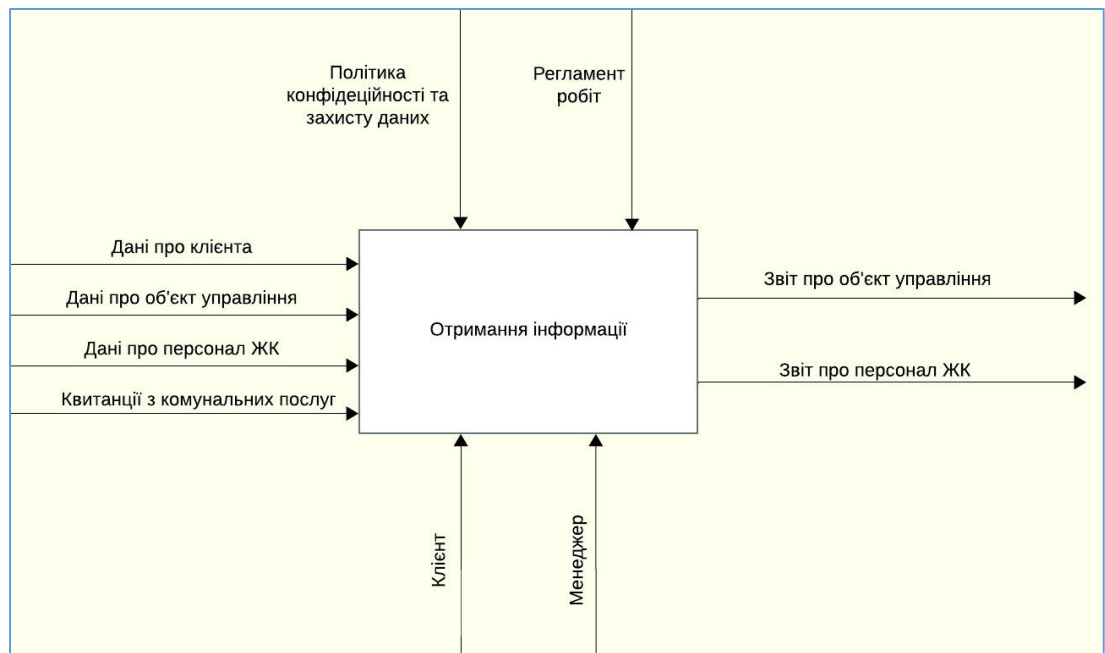 Політика
конфідеційності та
захисту даних
Регламент
робіт
Дані про клієнта
Дані про об'єкт управління
Дані про персонал ЖК
Квитанції з комунальних послуг
Отримання інформації
Звіт про об'єкт управління
Звіт про персонал ЖК
Клієнт
Менеджер